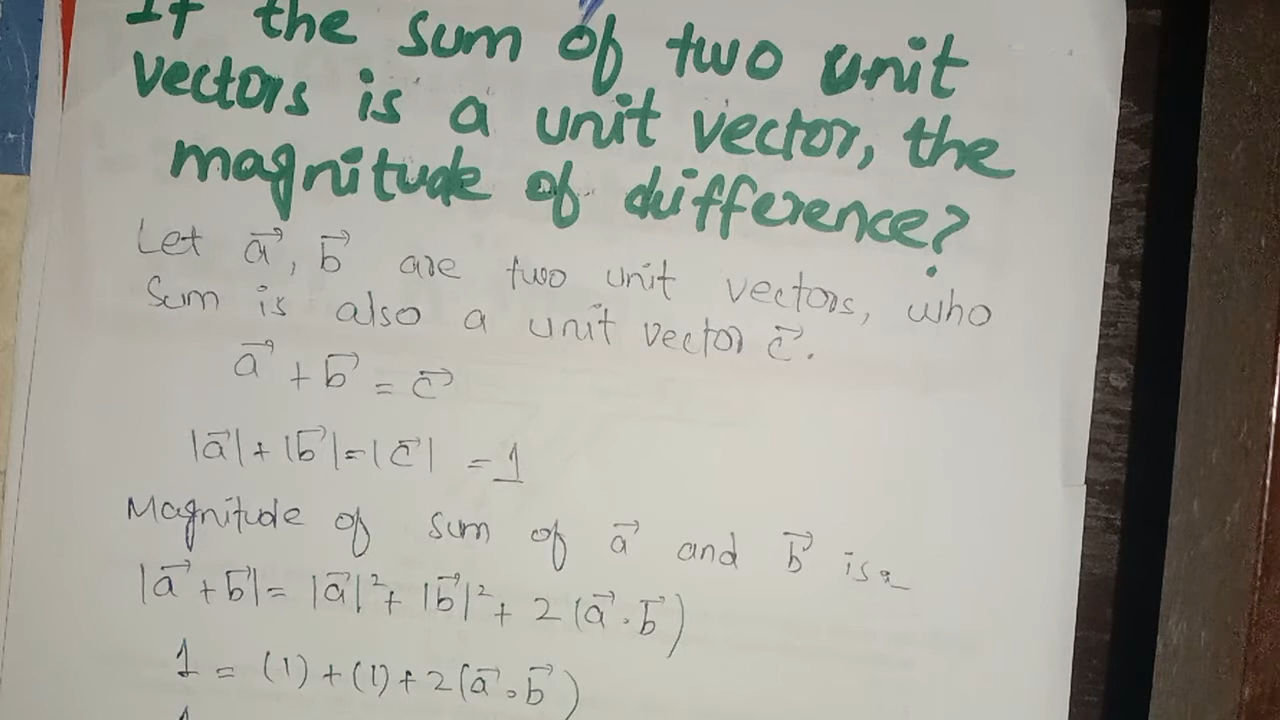 If the sum of two unit
vectors is a unit vector, the
magnitude of difference?
Let a⃗, b⃗ are two unit vectors, who
Sum is also a unit vector c⃗.
a⃗ + b⃗ = c⃗
|a⃗| + |b⃗| = |c⃗| = 1
Magnitude of sum of a⃗ and b⃗ is
|a⃗ + b⃗| = |a⃗|² + |b⃗|² + 2(a⃗ . b⃗)
1 = (1) + (1) + 2(a⃗ . b⃗)